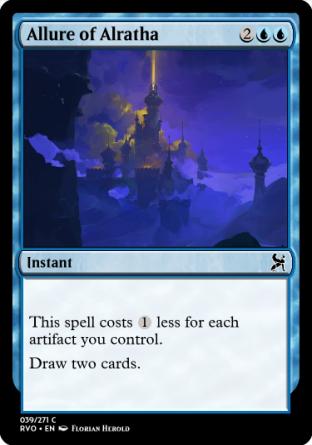 Allure of Alratha 2
Instant
This spell costs 1 less for each
artifact you control.
Draw two cards.
039/271 C
RVO • EN FLORIAN HEROLD